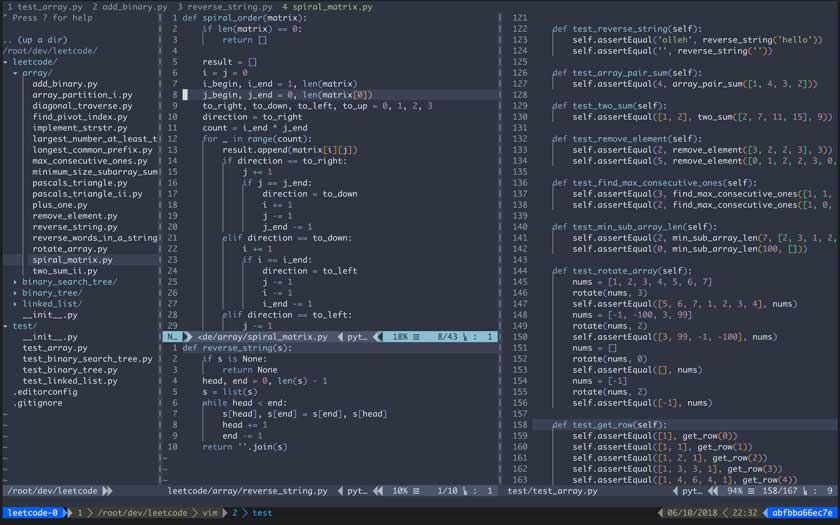 1 test_array.py 2 add_binary.py 3 reverse_string.py 4 spiral_matrix.py
" Press ? for help
.. (up a dir)
/root/dev/leetcode/
▾ leetcode/
▾ array/
add_binary.py
array_partition_i.py
diagonal_traverse.py
find_pivot_index.py
implement_strstr.py
largest_number_at_least_t
longest_common_prefix.py
max_consecutive_ones.py
minimum_size_subarray_sum
pascals_triangle.py
pascals_triangle_ii.py
plus_one.py
remove_element.py
reverse_string.py
reverse_words_in_a_string
rotate_array.py
spiral_matrix.py
two_sum_ii.py
▸ binary_search_tree/
▸ binary_tree/
▸ linked_list/
__init__.py
▾ test/
__init__.py
test_array.py
test_binary_search_tree.py
test_binary_tree.py
test_linked_list.py
.editorconfig
.gitignore
~
~
~
~
~
~
~
/root/dev/leetcode
1 def spiral_order(matrix):
2 if len(matrix) == 0:
3 return []
4
5 result = []
6 i = j = 0
7 i_begin, i_end = 1, len(matrix)
8 j_begin, j_end = 0, len(matrix[0])
9 to_right, to_down, to_left, to_up = 0, 1, 2, 3
10 direction = to_right
11 count = i_end * j_end
12 for _ in range(count):
13 result.append(matrix[i][j])
14 if direction == to_right:
15 j += 1
16 if j == j_end:
17 direction = to_down
18 i += 1
19 j -= 1
20 j_end -= 1
21 elif direction == to_down:
22 i += 1
23 if i == i_end:
24 direction = to_left
25 j -= 1
26 i -= 1
27 i_end -= 1
28 elif direction == to_left:
29 j -= 1
N… <de/array/spiral_matrix.py pyt… 18% ☰ 8/43 : 1
1 def reverse_string(s):
2 if s is None:
3 return None
4 head, end = 0, len(s) - 1
5 s = list(s)
6 while head < end:
7 s[head], s[end] = s[end], s[head]
8 head += 1
9 end -= 1
10 return ''.join(s)
~
~
~
leetcode/array/reverse_string.py pyt… 10% ☰ 1/10 : 1
121
122 def test_reverse_string(self):
123 self.assertEqual('olleh', reverse_string('hello'))
124 self.assertEqual('', reverse_string(''))
125
126 def test_array_pair_sum(self):
127 self.assertEqual(4, array_pair_sum([1, 4, 3, 2]))
128
129 def test_two_sum(self):
130 self.assertEqual([1, 2], two_sum([2, 7, 11, 15], 9))
131
132 def test_remove_element(self):
133 self.assertEqual(2, remove_element([3, 2, 2, 3], 3))
134 self.assertEqual(5, remove_element([0, 1, 2, 2, 3, 0,
135
136 def test_find_max_consecutive_ones(self):
137 self.assertEqual(3, find_max_consecutive_ones([1, 1,
138 self.assertEqual(2, find_max_consecutive_ones([1, 0,
139
140 def test_min_sub_array_len(self):
141 self.assertEqual(2, min_sub_array_len(7, [2, 3, 1, 2,
142 self.assertEqual(0, min_sub_array_len(100, []))
143
144 def test_rotate_array(self):
145 nums = [1, 2, 3, 4, 5, 6, 7]
146 rotate(nums, 3)
147 self.assertEqual([5, 6, 7, 1, 2, 3, 4], nums)
148 nums = [-1, -100, 3, 99]
149 rotate(nums, 2)
150 self.assertEqual([3, 99, -1, -100], nums)
151 nums = []
152 rotate(nums, 0)
153 self.assertEqual([], nums)
154 nums = [-1]
155 rotate(nums, 2)
156 self.assertEqual([-1], nums)
157
158 def test_get_row(self):
159 self.assertEqual([1], get_row(0))
160 self.assertEqual([1, 1], get_row(1))
161 self.assertEqual([1, 2, 1], get_row(2))
162 self.assertEqual([1, 3, 3, 1], get_row(3))
163 self.assertEqual([1, 4, 6, 4, 1], get_row(4))
test/test_array.py pyt… 94% ☰ 158/167 : 9
leetcode-0 1 /root/dev/leetcode vim 2 test 06/10/2018 22:32 abfbba66ec7e